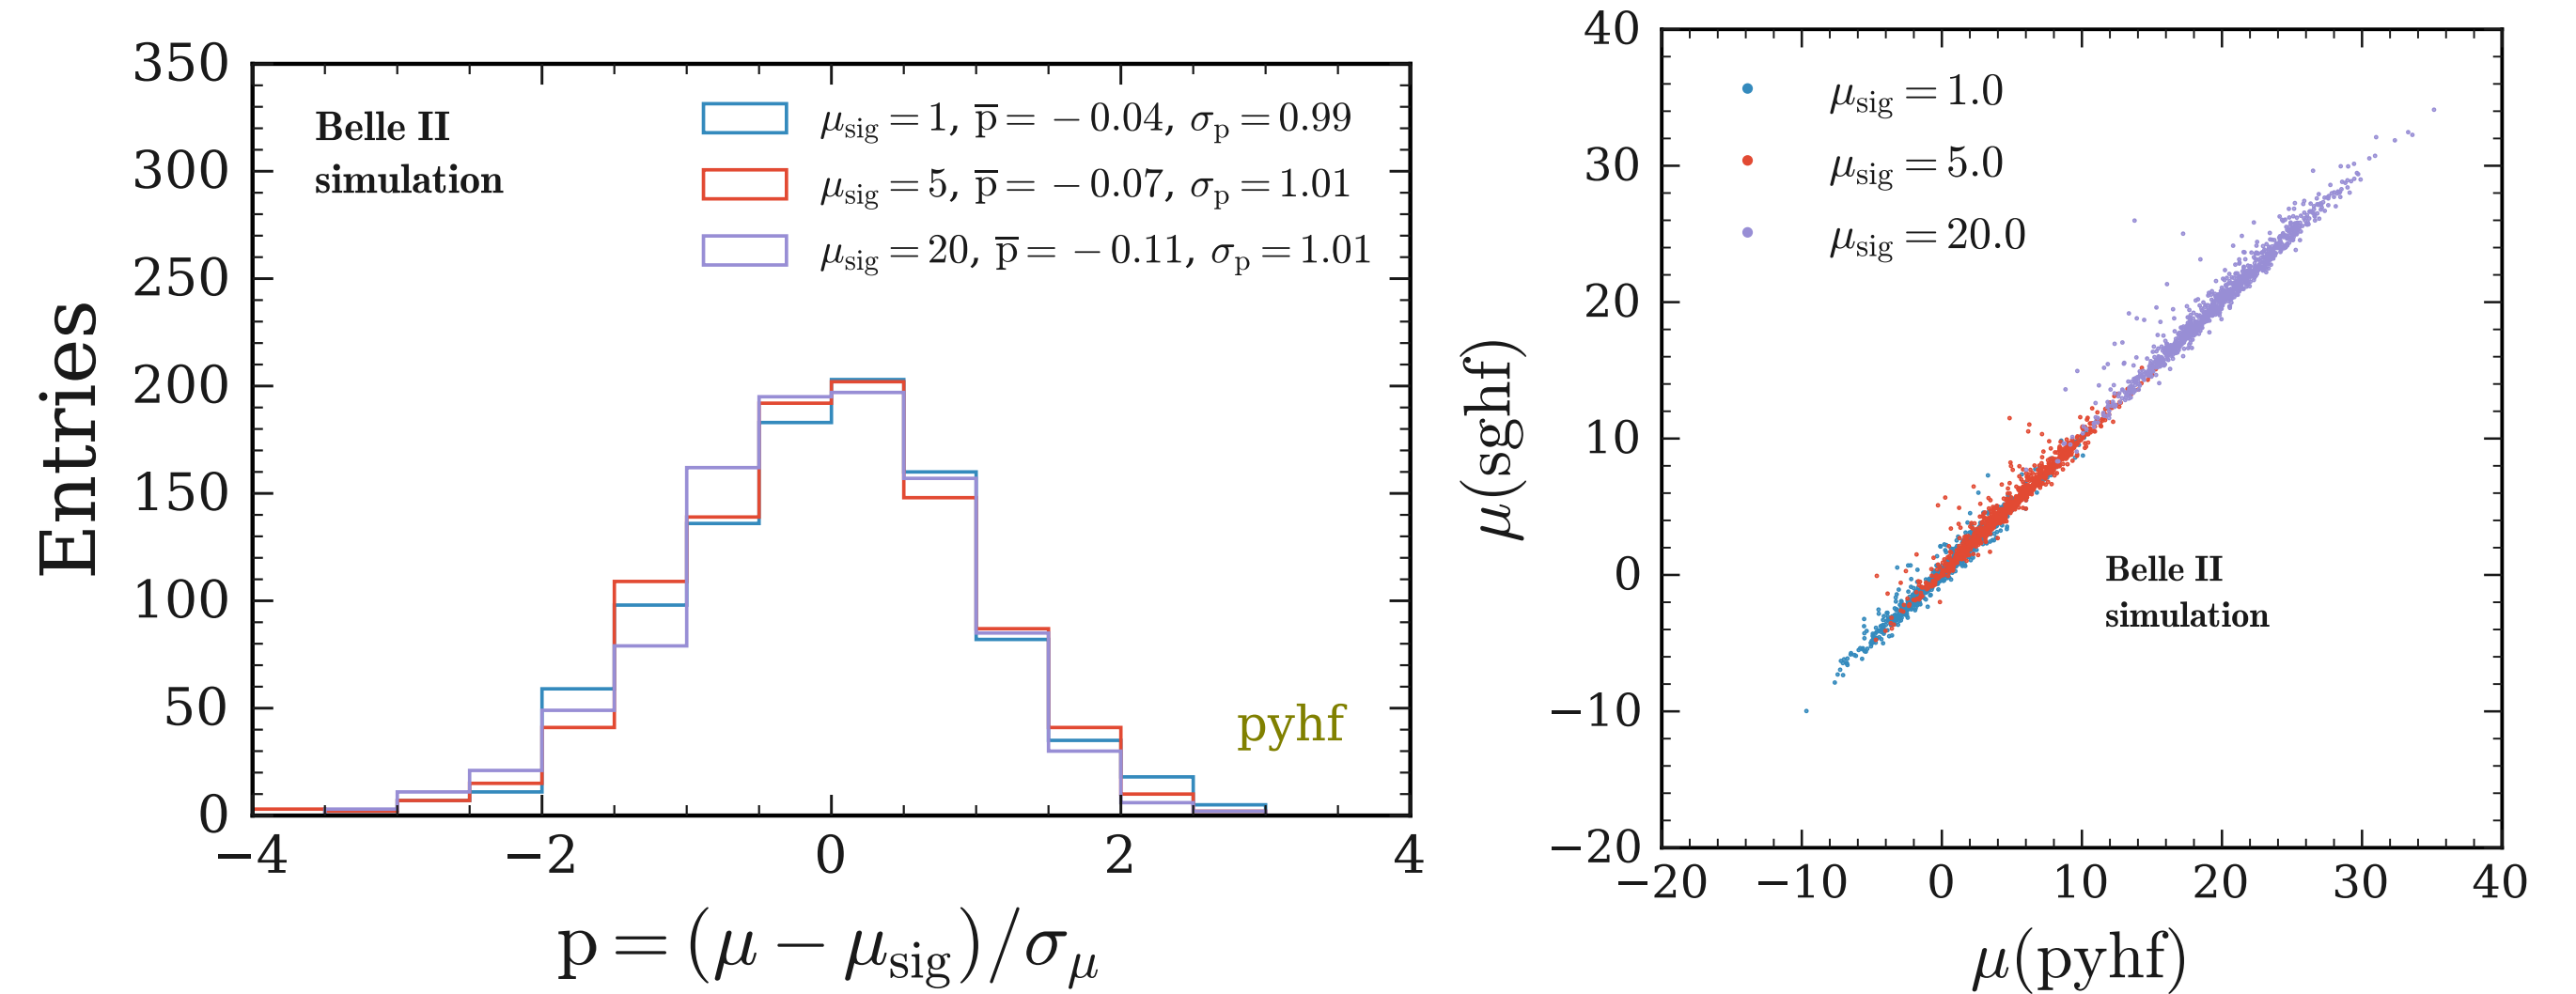 350
300
250
200
150
100
50
0
Entries
Belle II
simulation
μsig = 1, p̅ = −0.04, σp = 0.99
μsig = 5, p̅ = −0.07, σp = 1.01
μsig = 20, p̅ = −0.11, σp = 1.01
pyhf
−4 −2 0 2 4
p = (μ − μsig)/σμ
40
30
20
10
0
−10
−20
μ(sghf)
μsig = 1.0
μsig = 5.0
μsig = 20.0
Belle II
simulation
−20 −10 0 10 20 30 40
μ(pyhf)